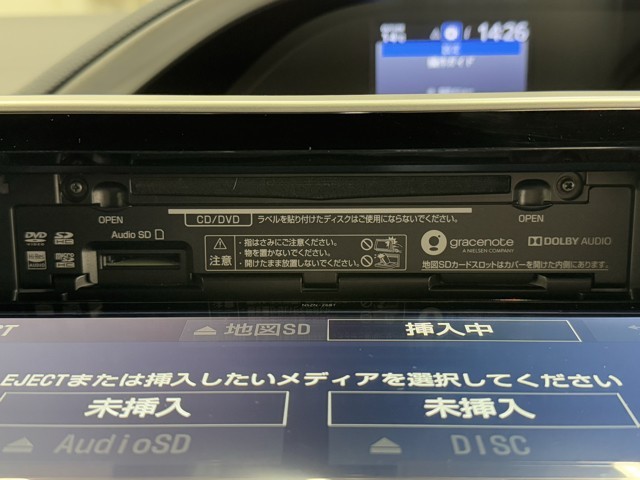 14:26
14℃
OPEN
CD/DVD ラベルを貼り付けたディスクはご使用にならないでください。
OPEN
DVD
SD
Audio SD
注意
・指はさみにご注意ください。
・物を置かないでください。
・開けたまま放置しないでください。
gracenote
A NIELSEN COMPANY
DOLBY AUDIO
地図SDカードスロットはカバーを開けた内側にあります。
地図SD
挿入中
EJECTまたは挿入したいメディアを選択してください
未挿入
未挿入
AudioSD
DISC